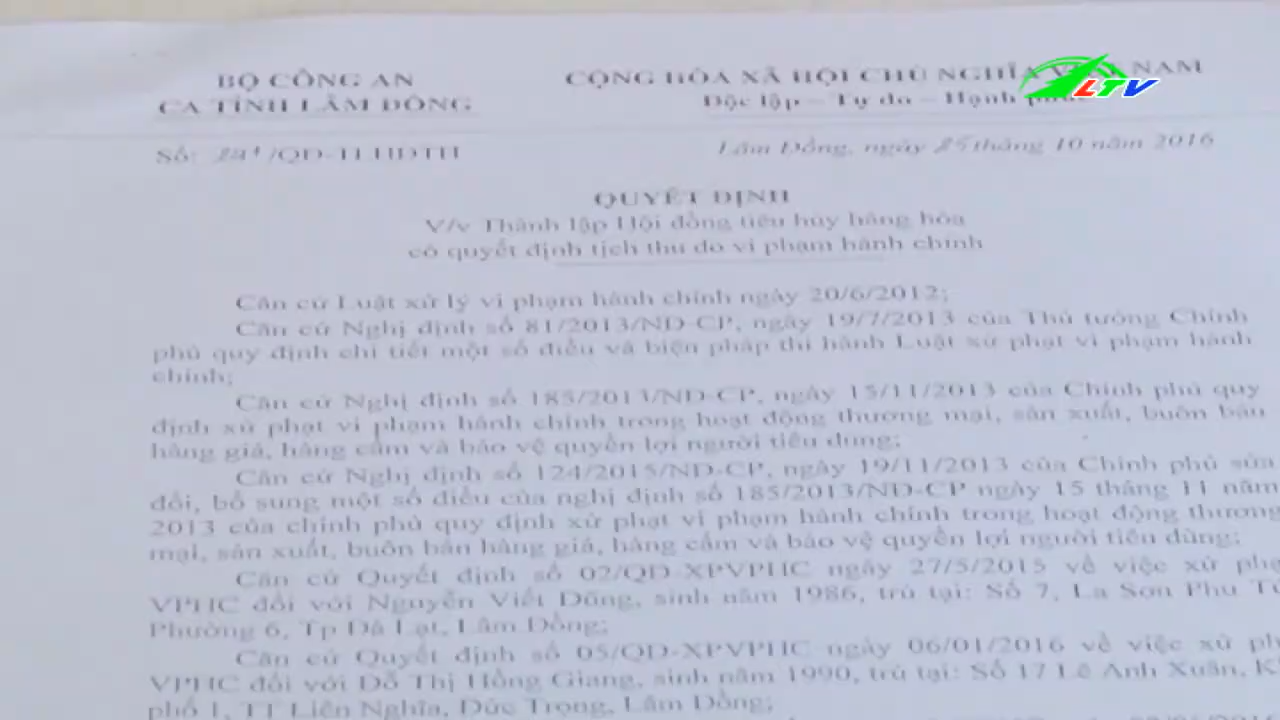 BỘ CÔNG AN
CA TỈNH LÂM ĐỒNG
CỘNG HÒA XÃ HỘI CHỦ NGHĨA NAM
Độc lập – Tự do – Hạnh
LTV
Số: /QĐ-THĐTH
Lâm Đồng, ngày 25 tháng 10 năm 2016
QUYẾT ĐỊNH
V/v Thành lập Hội đồng tiêu hủy hàng hóa
có quyết định tịch thu do vi phạm hành chính
Căn cứ Luật xử lý vi phạm hành chính ngày 20/6/2012;
Căn cứ Nghị định số 81/2013/NĐ-CP, ngày 19/7/2013 của Thủ tướng Chính
phủ quy định chi tiết một số điều và biện pháp thi hành Luật xử phạt vi phạm hành
chính;
Căn cứ Nghị định số 185/2013/NĐ-CP, ngày 15/11/2013 của Chính phủ quy
định xử phạt vi phạm hành chính trong hoạt động thương mại, sản xuất, buôn bán
hàng giả, hàng cấm và bảo vệ quyền lợi người tiêu dùng;
Căn cứ Nghị định số 124/2015/NĐ-CP, ngày 19/11/2013 của Chính phủ sửa
đổi, bổ sung một số điều của nghị định số 185/2013/NĐ-CP ngày 15 tháng 11 năm
2013 của chính phủ quy định xử phạt vi phạm hành chính trong hoạt động thương
mại, sản xuất, buôn bán hàng giả, hàng cấm và bảo vệ quyền lợi người tiêu dùng;
Căn cứ Quyết định số 02/QĐ-XPVPHC ngày 27/5/2015 về việc xử phạ
VPHC đối với Nguyễn Viết Dũng, sinh năm 1986, trú tại: Số 7, La Sơn Phu Tử
Phường 6, Tp Đà Lạt, Lâm Đồng;
Căn cứ Quyết định số 05/QĐ-XPVPHC ngày 06/01/2016 về việc xử ph
VPHC đối với Đỗ Thị Hồng Giang, sinh năm 1990, trú tại: Số 17 Lê Anh Xuân, K
phố 1, TT Liên Nghĩa, Đức Trọng, Lâm Đồng;